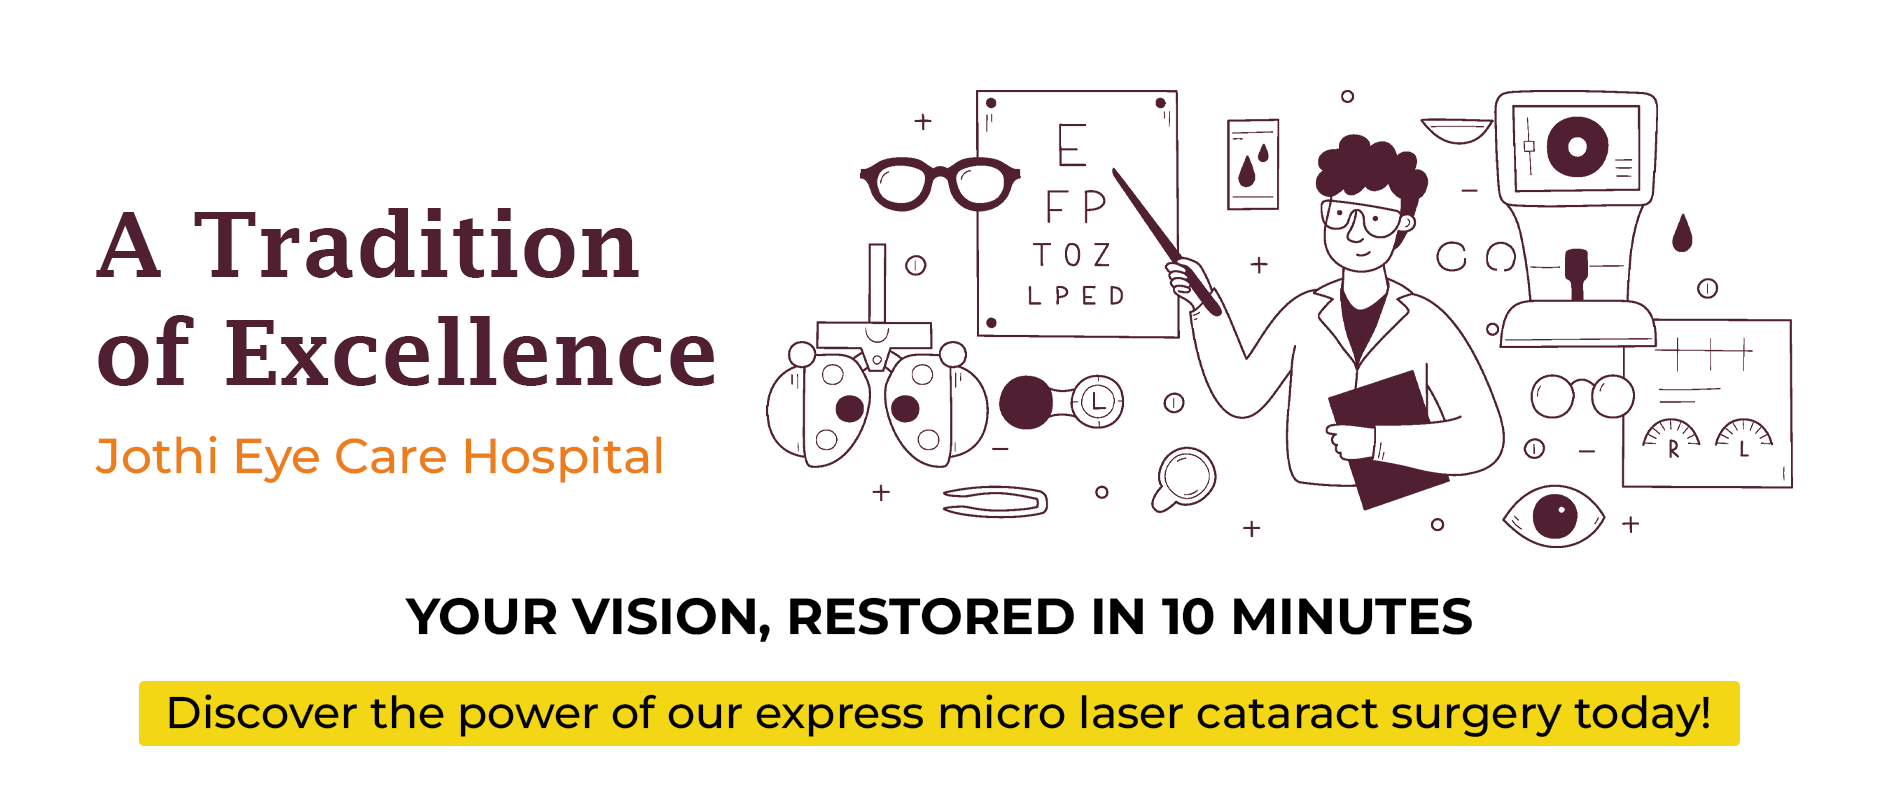 A Tradition
of Excellence
Jothi Eye Care Hospital
E
F P
T O Z
L P E D
R L
YOUR VISION, RESTORED IN 10 MINUTES
Discover the power of our express micro laser cataract surgery today!